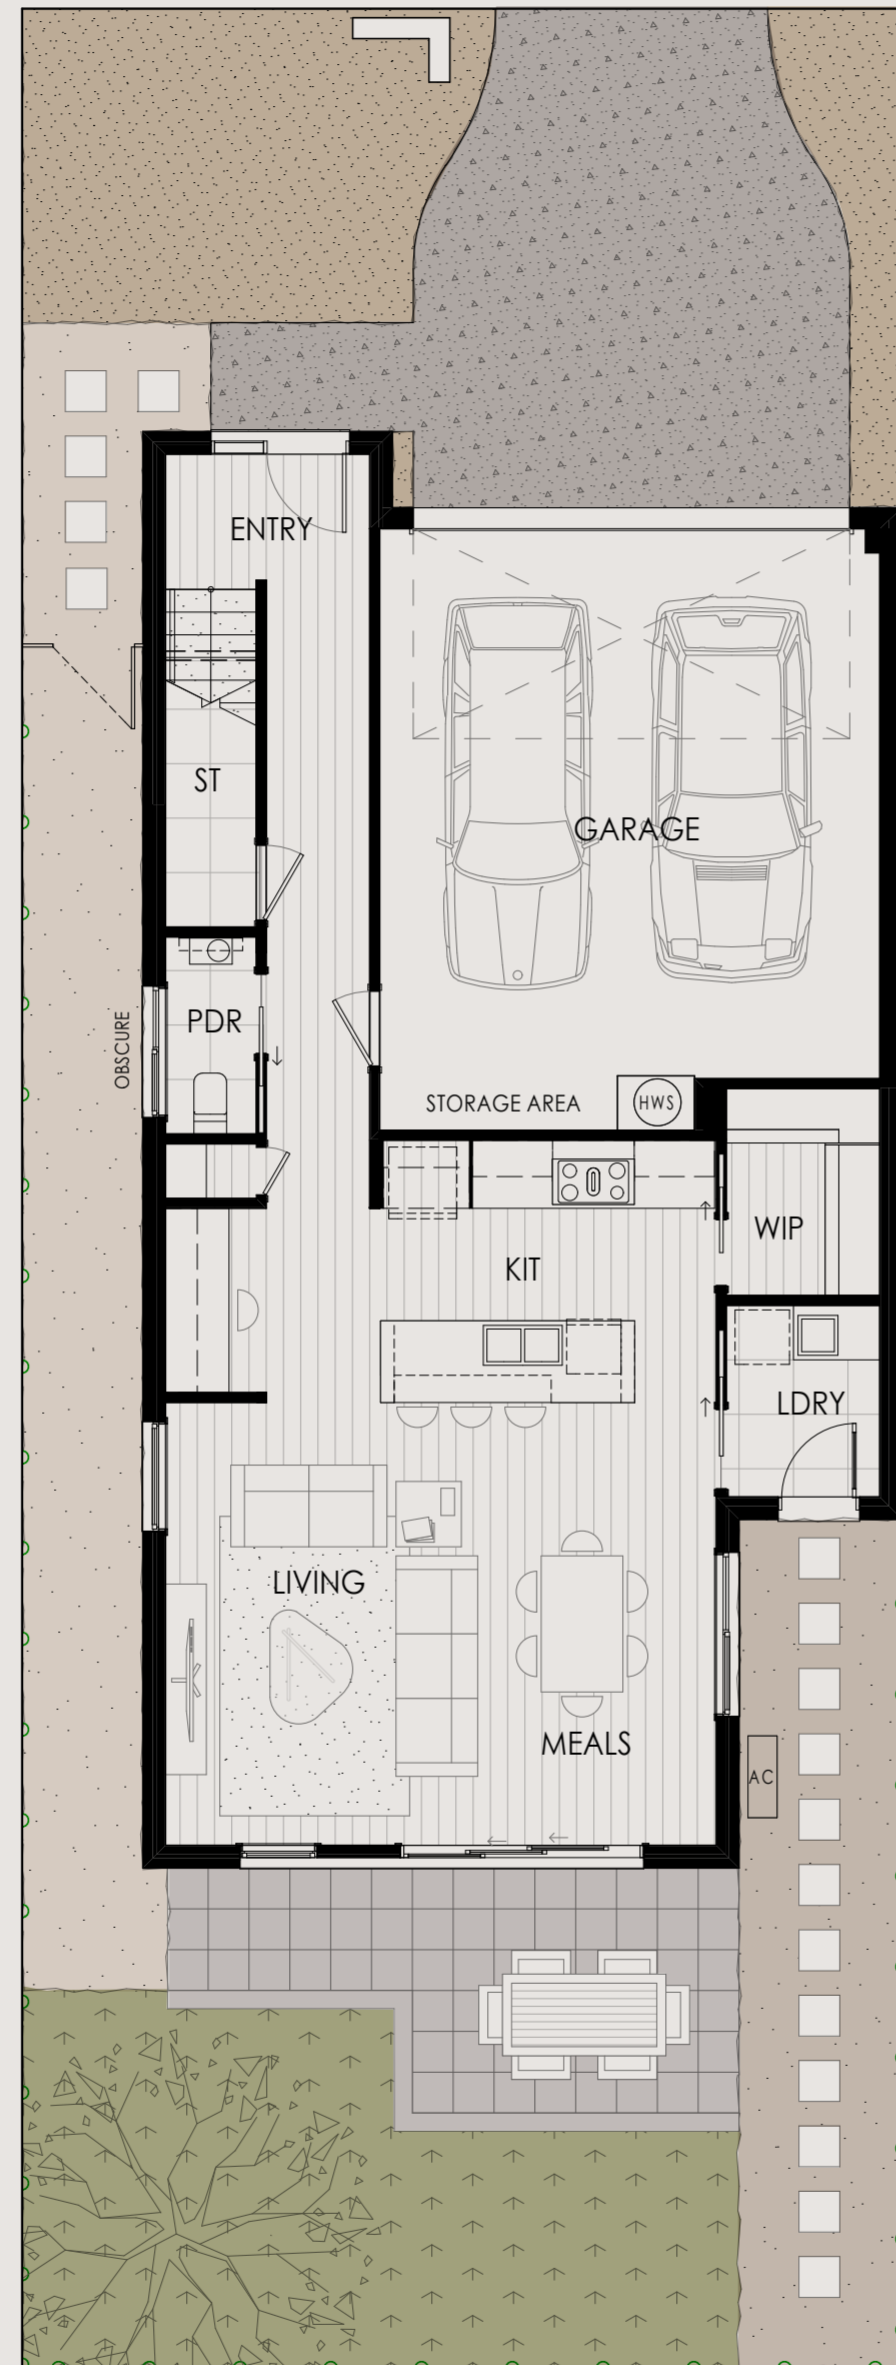 ENTRY
ST
GARAGE
PDR
OBSCURE
STORAGE AREA
HWS
WIP
KIT
LDRY
LIVING
MEALS
AC